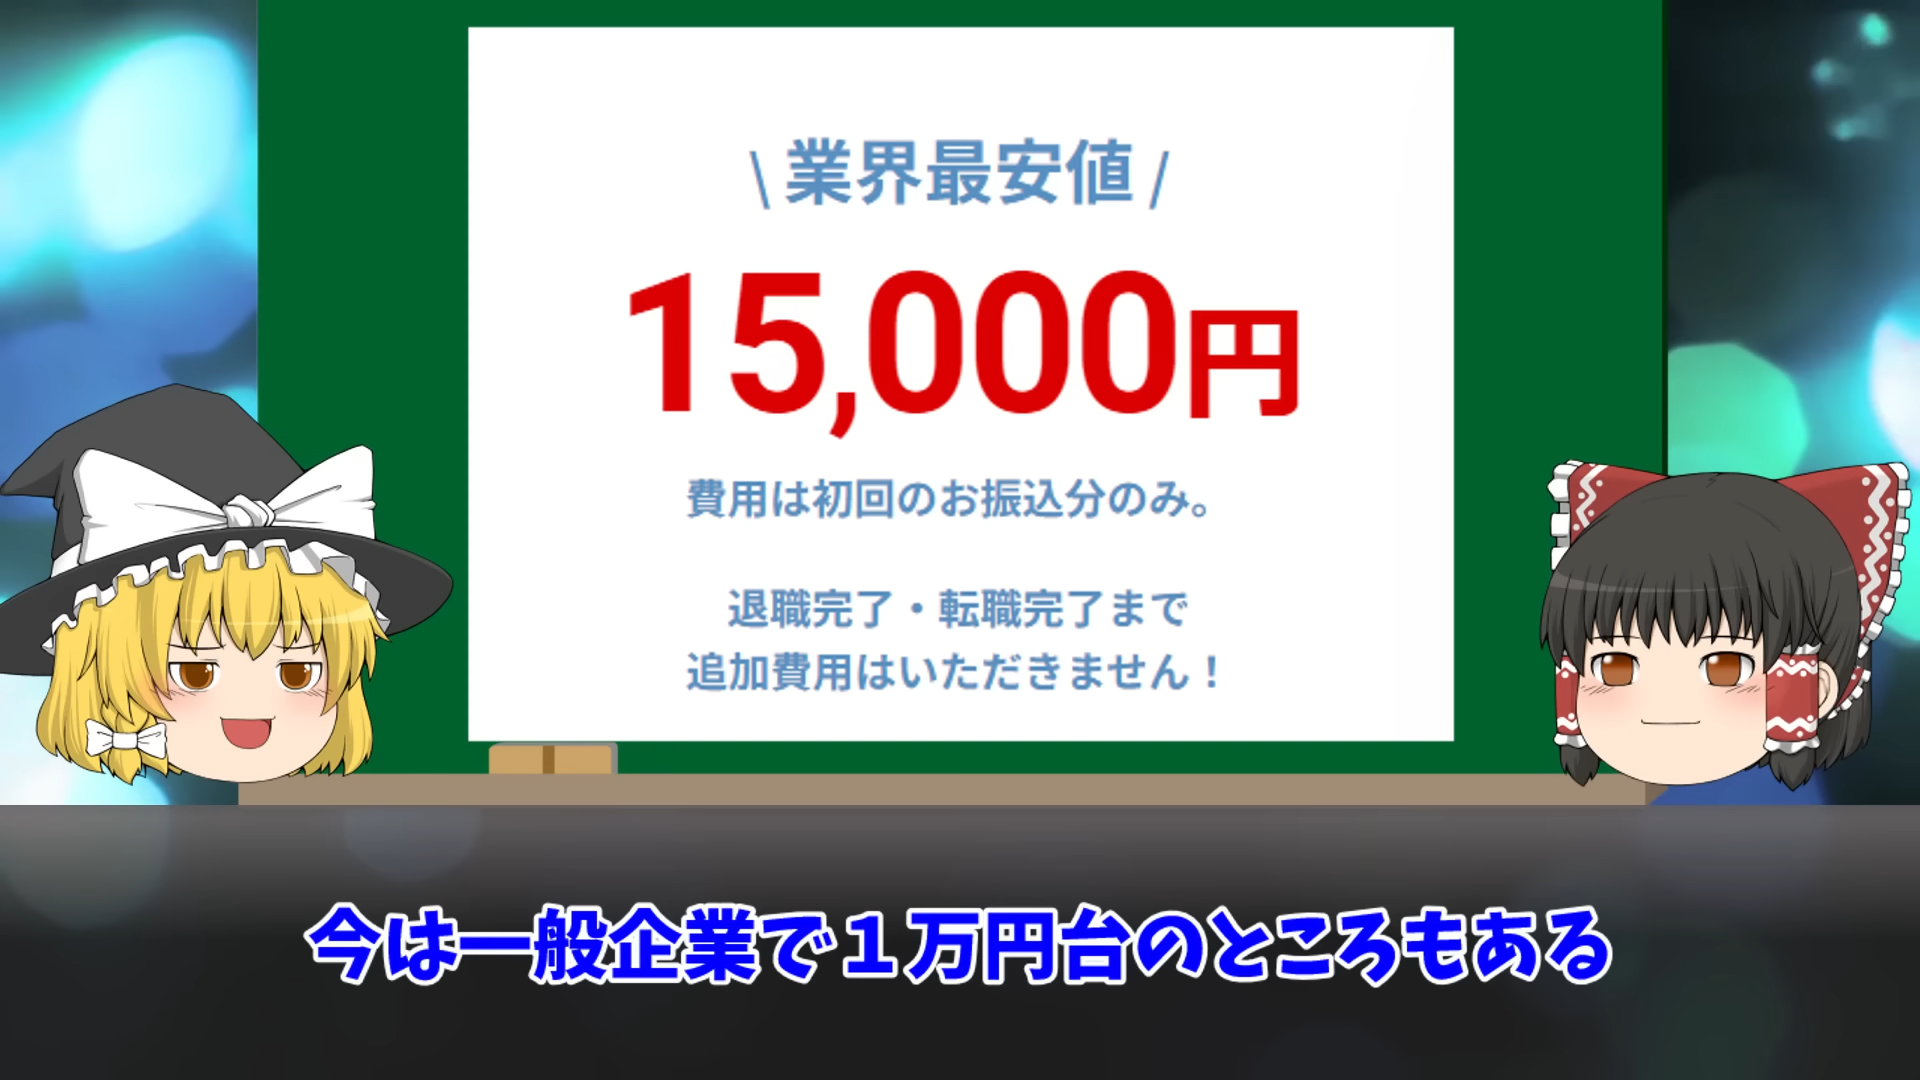 \ 業界最安値 /
15,000円
費用は初回のお振込分のみ。
退職完了・転職完了まで
追加費用はいただきません！
今は一般企業で１万円台のところもある